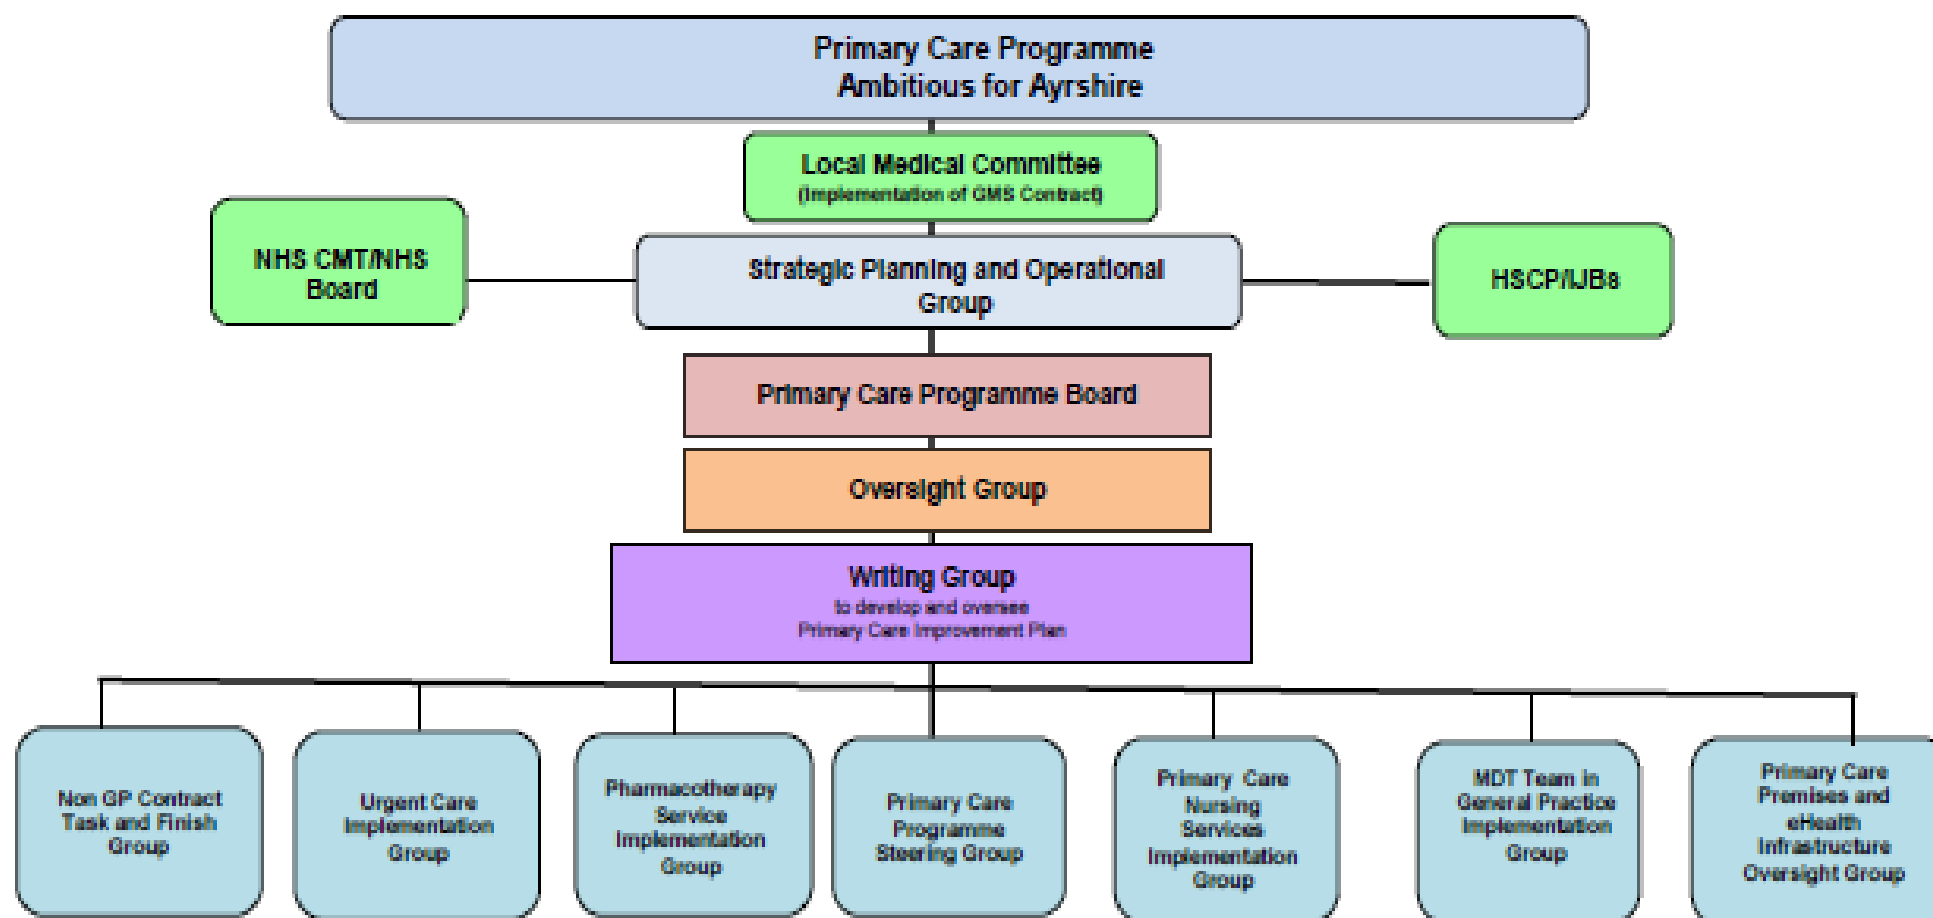 Primary Care Programme
Ambitious for Ayrshire
Local Medical Committee
(Implementation of GMS Contract)
NHS CMT/NHS
Board
Strategic Planning and Operational
Group
HSCP/IJBs
Primary Care Programme Board
Oversight Group
Writing Group
to develop and oversee
Primary Care Improvement Plan
Non GP Contract
Task and Finish
Group
Urgent Care
Implementation
Group
Pharmacotherapy
Service
Implementation
Group
Primary Care
Programme
Steering Group
Primary Care
Nursing
Services
Implementation
Group
MDT Team in
General Practice
Implementation
Group
Primary Care
Premises and
eHealth
Infrastructure
Oversight Group